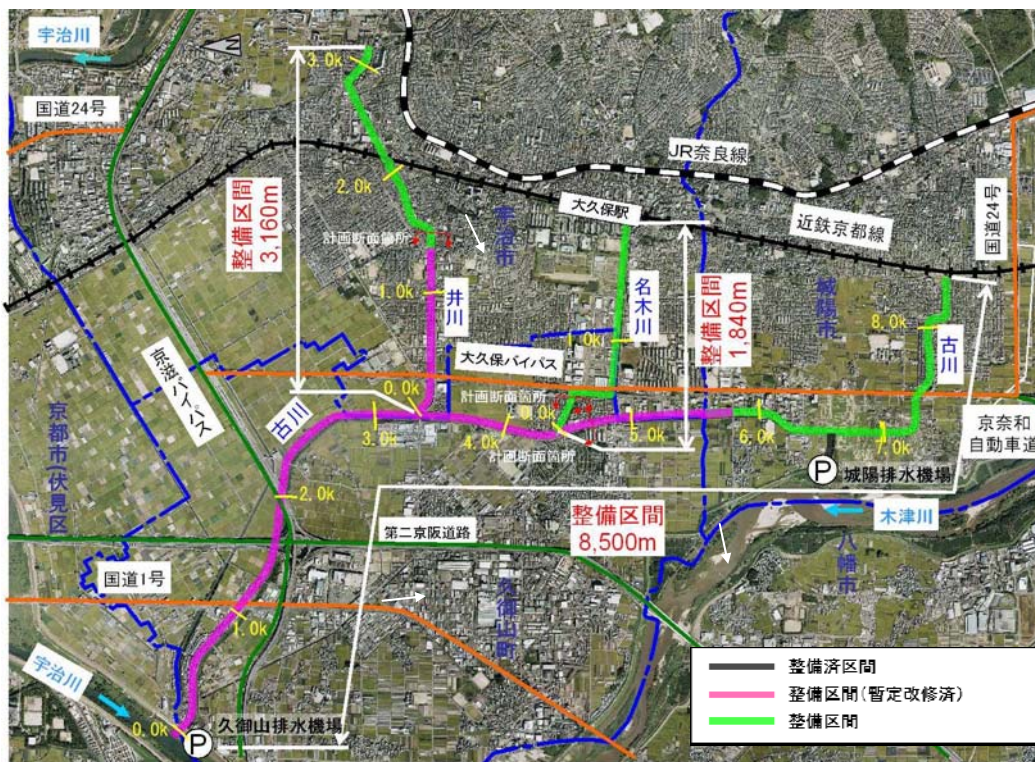 宇治川
N
国道24号
3.0k
整備区間
3,160m
2.0k
計画断面箇所
宇治市
JR奈良線
大久保駅
近鉄京都線
国道24号
1.0k
井川
名木川
整備区間
1,840m
城陽市
8.0k
古川
1.0k
大久保バイパス
京滋バイパス
京都市(伏見区
古川
0.0k
3.0k
計画断面箇所
0.0k
4.0k
計画断面箇所
5.0k
6.0k
7.0k
京奈和
自動車道
P
城陽排水機場
2.0k
第二京阪道路
整備区間
8,500m
木津川
八幡市
国道1号
1.0k
久御山町
宇治川
0.0k
P
久御山排水機場
整備済区間
整備区間(暫定改修済)
整備区間